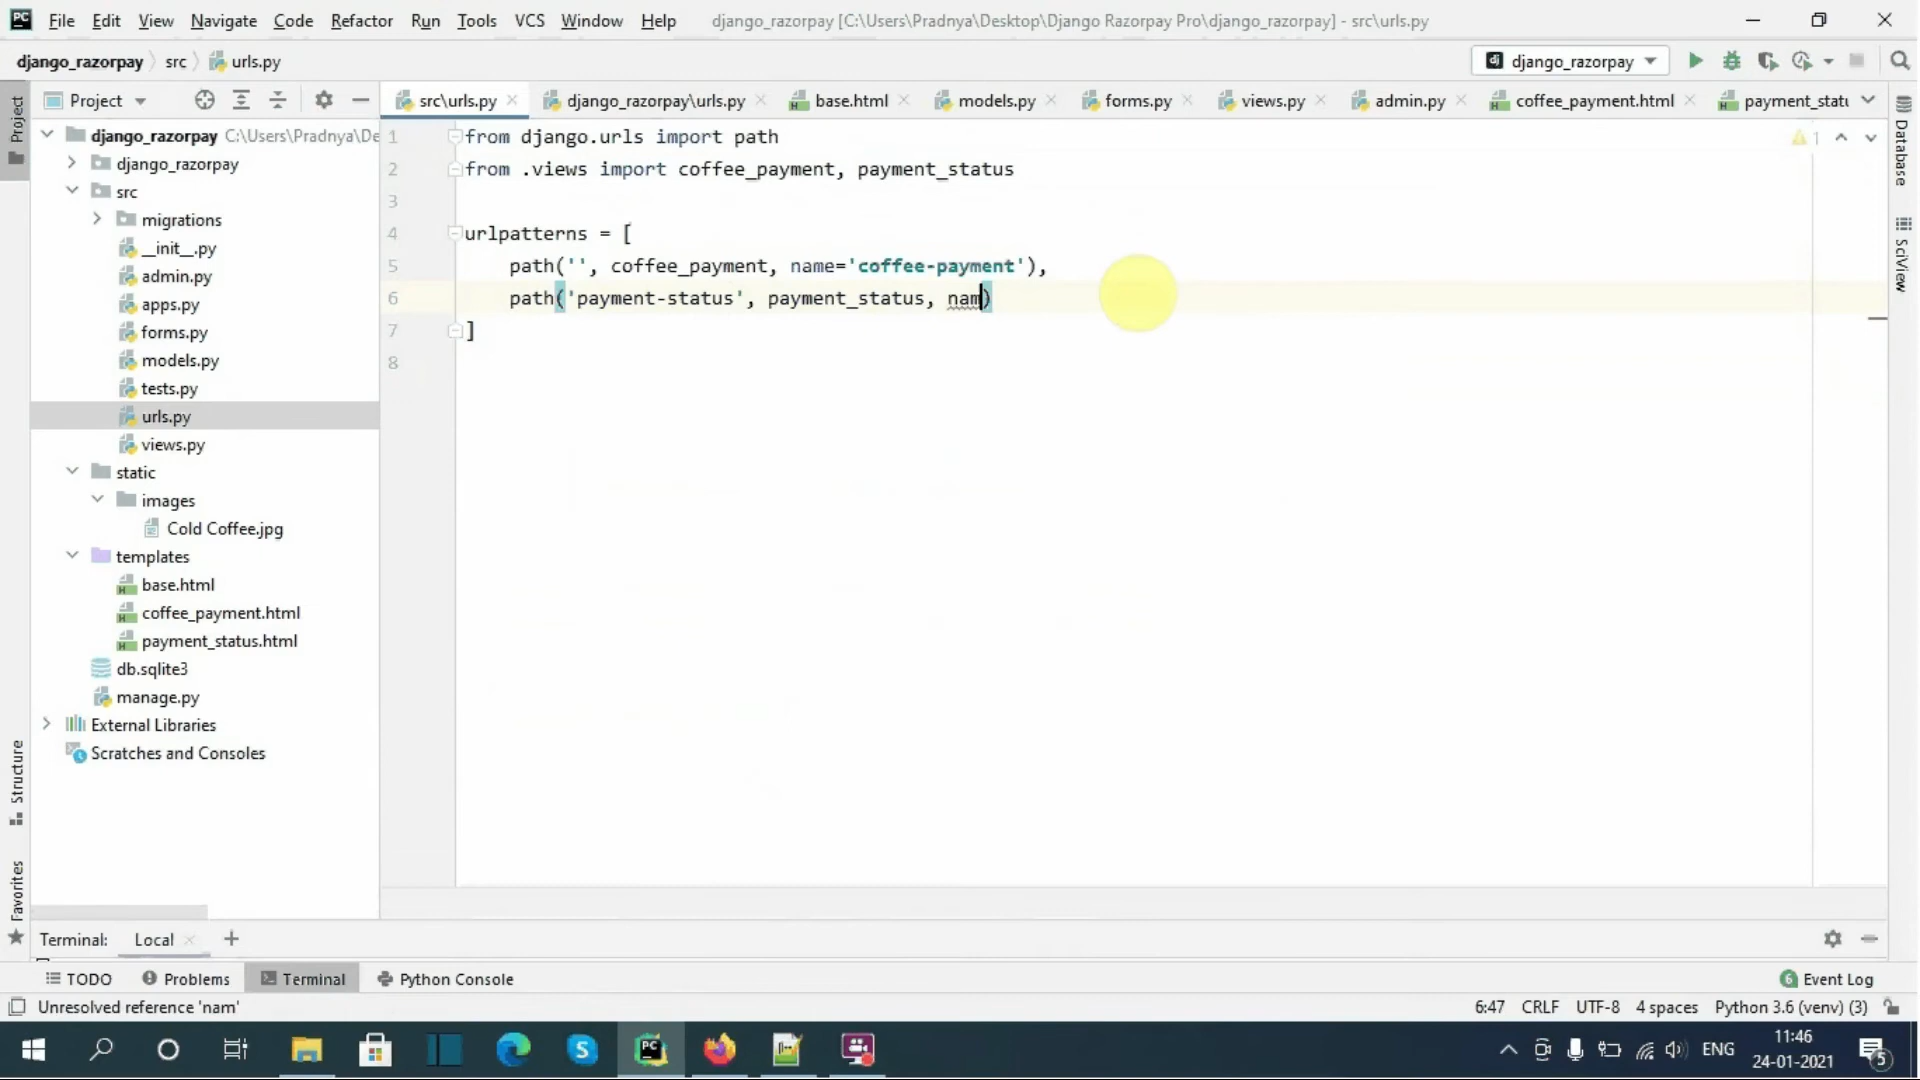 PC File Edit View Navigate Code Refactor Run Tools VCS Window Help django_razorpay [C:\Users\Pradnya\Desktop\Django Razorpay Pro\django_razorpay] - src\urls.py
django_razorpay src urls.py
dj django_razorpay
Project
src\urls.py django_razorpay\urls.py base.html models.py forms.py views.py admin.py coffee_payment.html payment_statu
Project
Database
SciView
Structure
Favorites
django_razorpay C:\Users\Pradnya\De
django_razorpay
src
migrations
__init__.py
admin.py
apps.py
forms.py
models.py
tests.py
urls.py
views.py
static
images
Cold Coffee.jpg
templates
base.html
coffee_payment.html
payment_status.html
db.sqlite3
manage.py
External Libraries
Scratches and Consoles
1 from django.urls import path
2 from .views import coffee_payment, payment_status
3
4 urlpatterns = [
5 path('', coffee_payment, name='coffee-payment'),
6 path('payment-status', payment_status, nam)
7 ]
8
1
Terminal: Local +
TODO Problems Terminal Python Console
6 Event Log
Unresolved reference 'nam'
6:47 CRLF UTF-8 4 spaces Python 3.6 (venv) (3)
S PC
ENG
11:46
24-01-2021
5